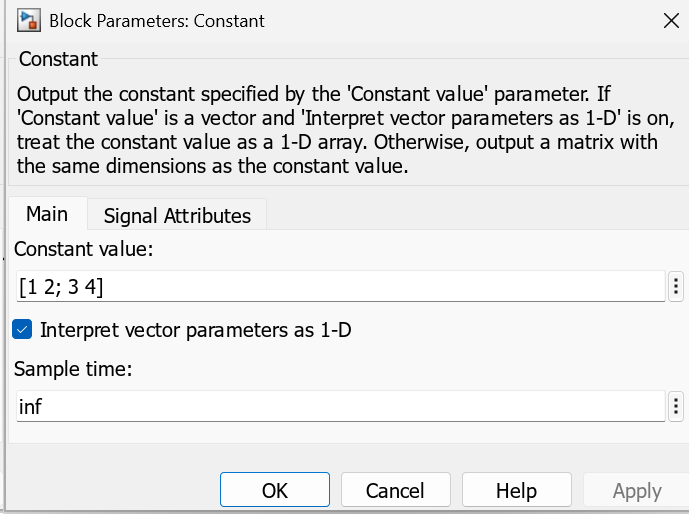 Block Parameters: Constant
Constant
Output the constant specified by the 'Constant value' parameter. If
'Constant value' is a vector and 'Interpret vector parameters as 1-D' is on,
treat the constant value as a 1-D array. Otherwise, output a matrix with
the same dimensions as the constant value.
Main Signal Attributes
Constant value:
[1 2; 3 4]
Interpret vector parameters as 1-D
Sample time:
inf
OK Cancel Help Apply